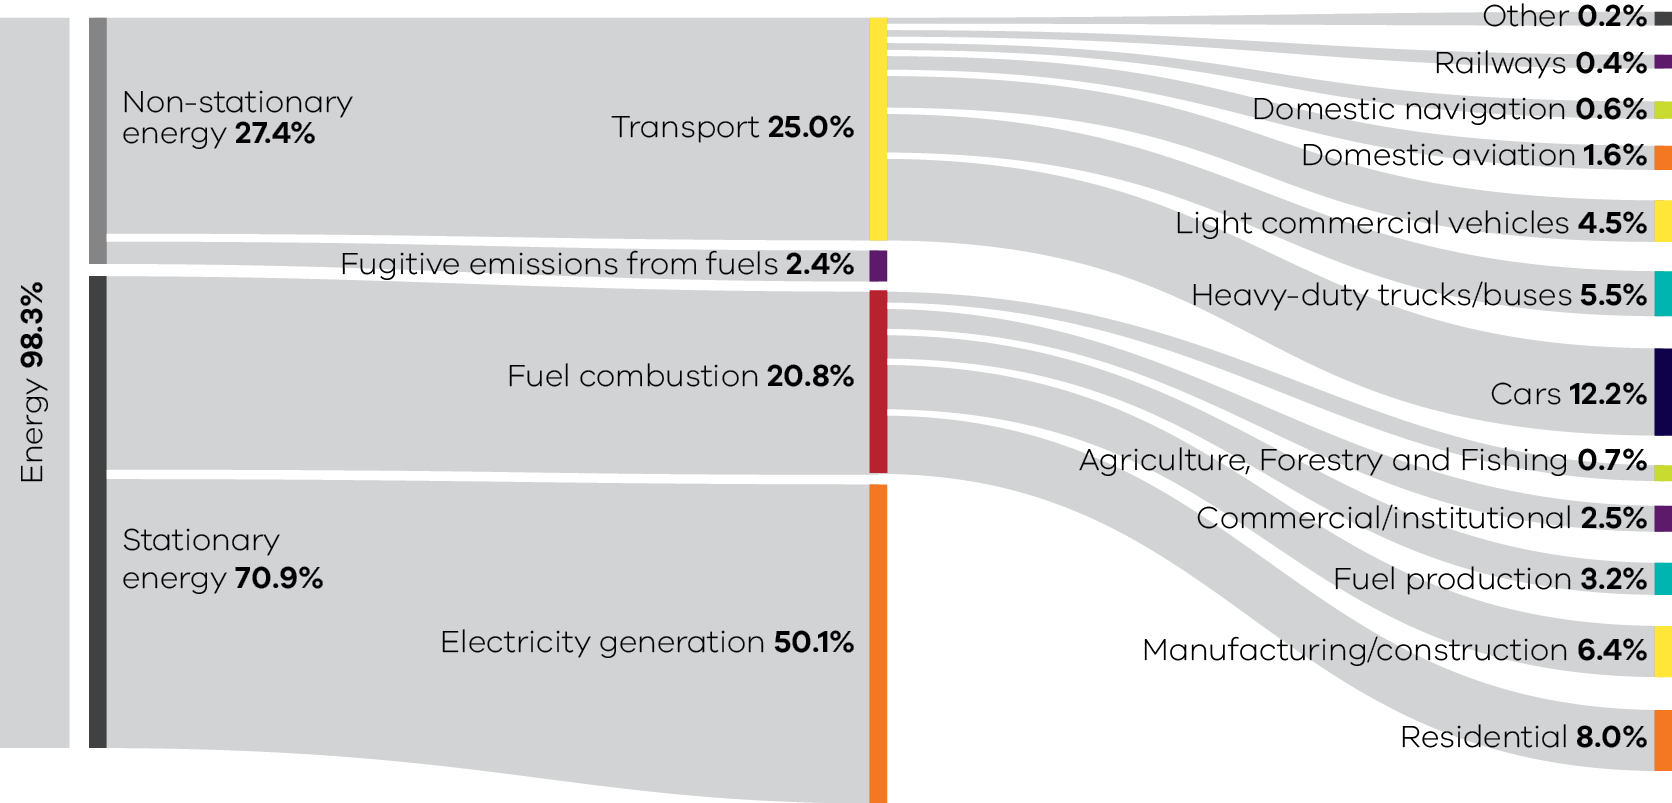 Energy 98.3%
Non-stationary
energy 27.4%
Stationary
energy 70.9%
Transport 25.0%
Fugitive emissions from fuels 2.4%
Fuel combustion 20.8%
Electricity generation 50.1%
Other 0.2%
Railways 0.4%
Domestic navigation 0.6%
Domestic aviation 1.6%
Light commercial vehicles 4.5%
Heavy-duty trucks/buses 5.5%
Cars 12.2%
Agriculture, Forestry and Fishing 0.7%
Commercial/institutional 2.5%
Fuel production 3.2%
Manufacturing/construction 6.4%
Residential 8.0%